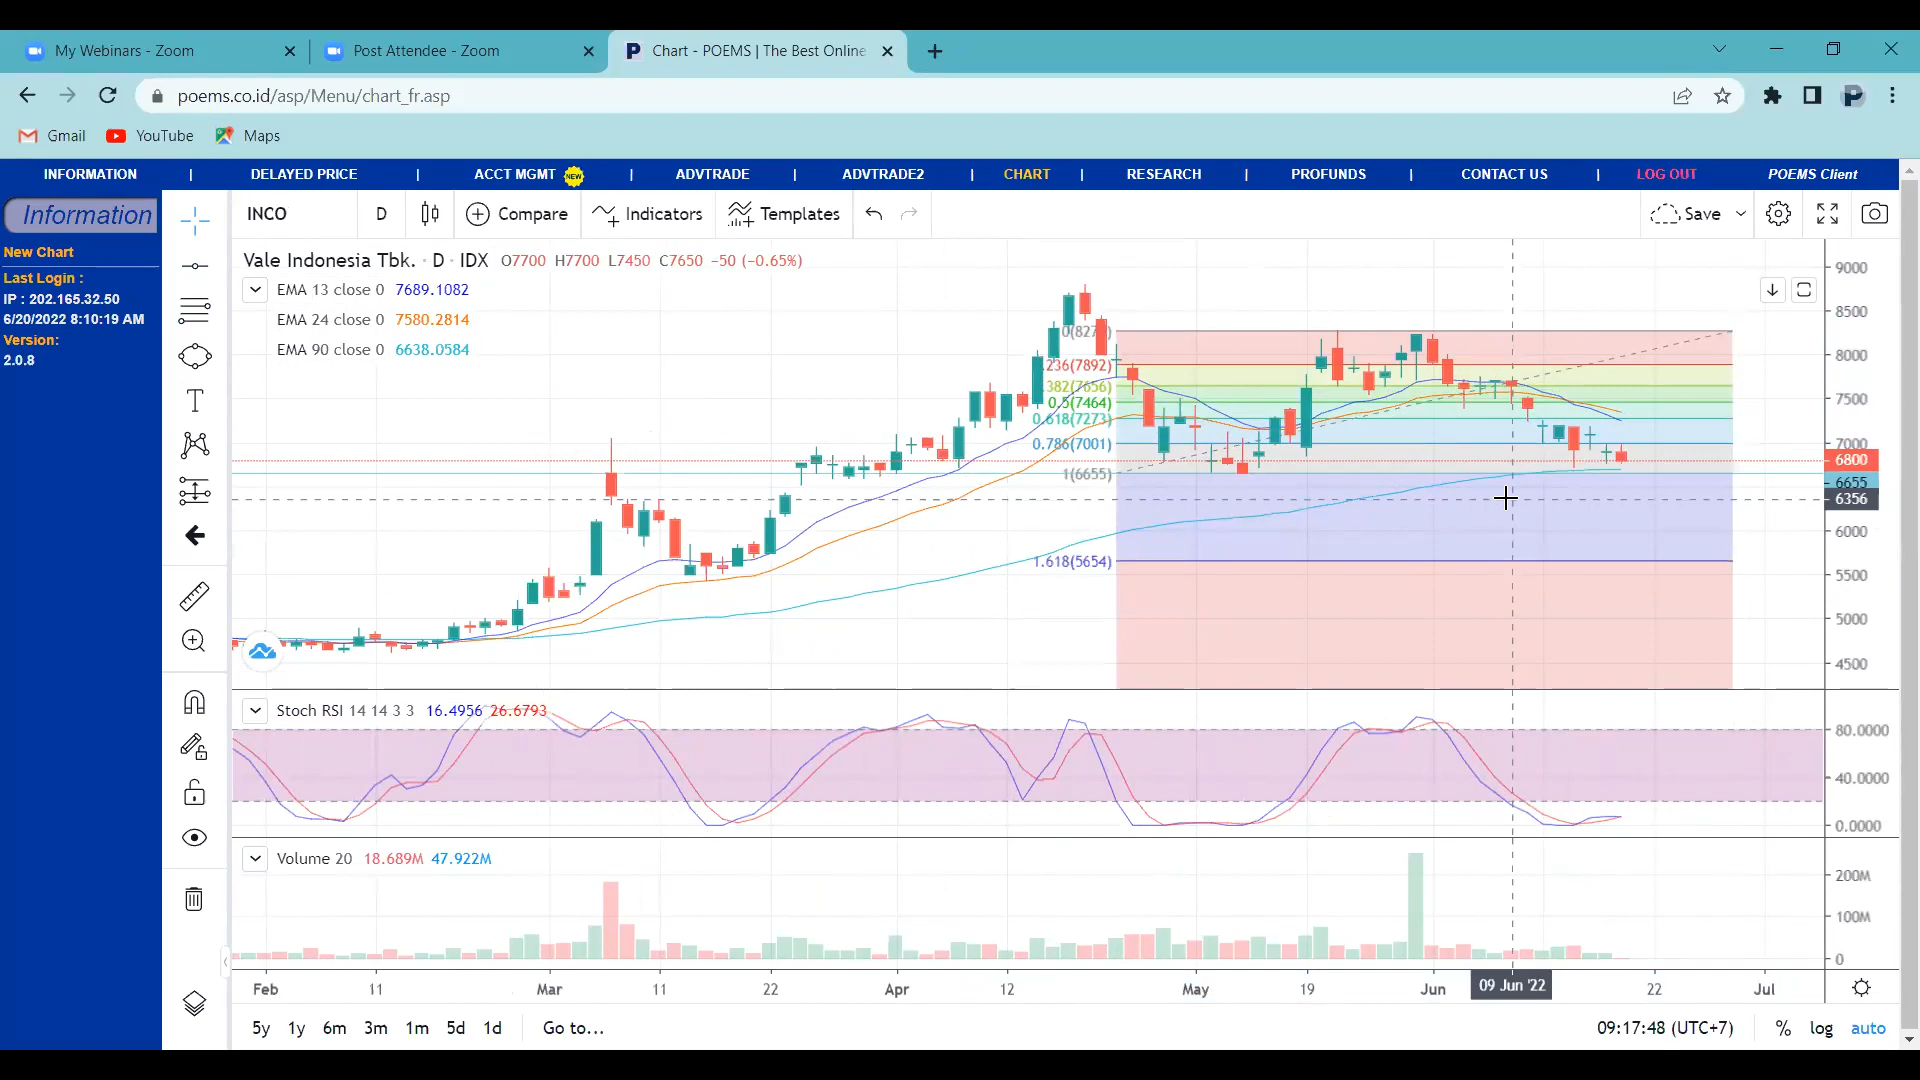 My Webinars - Zoom
Post Attendee - Zoom
P Chart - POEMS | The Best Online
poems.co.id/asp/Menu/chart_fr.asp
Gmail YouTube Maps
INFORMATION | DELAYED PRICE | ACCT MGMT NEW | ADVTRADE | ADVTRADE2 | CHART | RESEARCH | PROFUNDS | CONTACT US | LOG OUT POEMS Client
Information
New Chart
Last Login :
IP : 202.165.32.50
6/20/2022 8:10:19 AM
Version:
2.0.8
INCO D Compare Indicators Templates Save
Vale Indonesia Tbk. · D · IDX O7700 H7700 L7450 C7650 −50 (−0.65%)
EMA 13 close 0 7689.1082
EMA 24 close 0 7580.2814
EMA 90 close 0 6638.0584
.236(7892)
.382(7656)
0.5(7464)
0.618(7273)
0.786(7001)
1(6655)
1.618(5654)
9000
8500
8000
7500
7000
6800
6655
6356
6000
5500
5000
4500
Stoch RSI 14 14 3 3 16.4956 26.6793
80.0000
40.0000
0.0000
Volume 20 18.689M 47.922M
200M
100M
0
Feb 11 Mar 11 22 Apr 12 May 19 Jun 09 Jun '22 22 Jul
5y 1y 6m 3m 1m 5d 1d Go to... 09:17:48 (UTC+7) % log auto